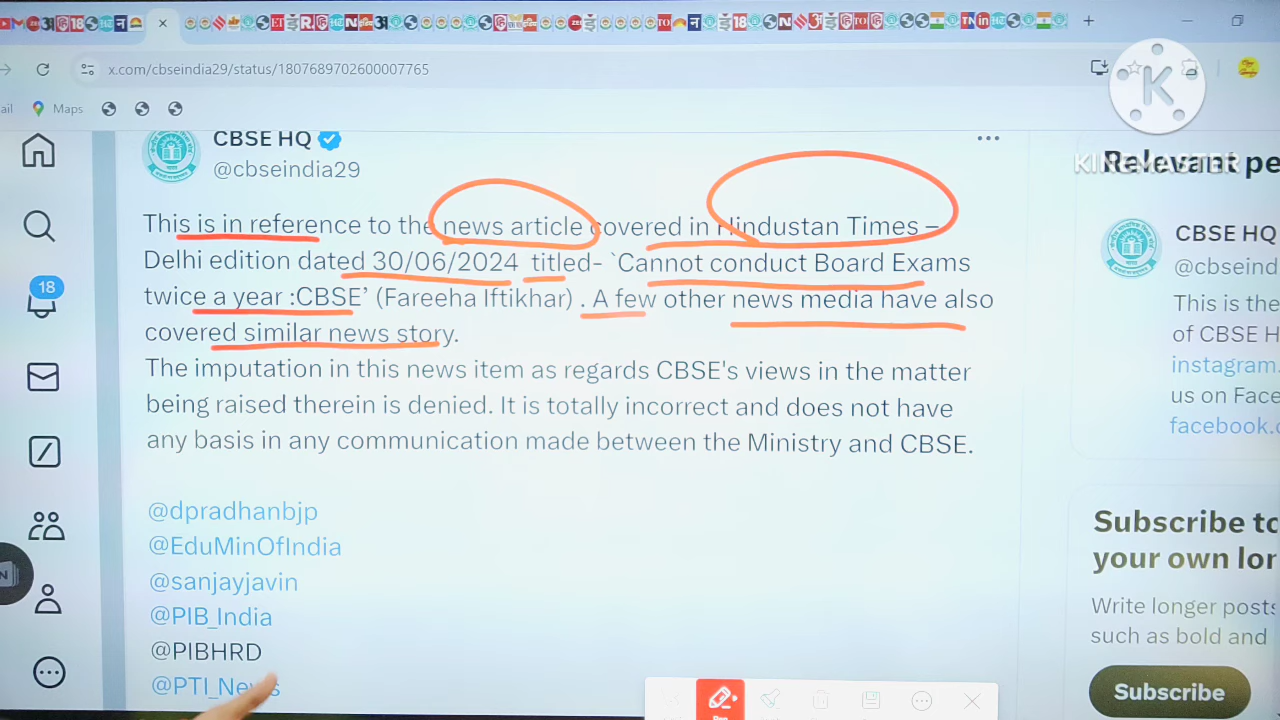 x.com/cbseindia29/status/1807689702600007765
ail Maps
KINEMASTER
CBSE HQ
@cbseindia29
This is in reference to the news article covered in Hindustan Times –
Delhi edition dated 30/06/2024 titled- `Cannot conduct Board Exams
twice a year :CBSE’ (Fareeha Iftikhar) . A few other news media have also
covered similar news story.
The imputation in this news item as regards CBSE's views in the matter
being raised therein is denied. It is totally incorrect and does not have
any basis in any communication made between the Ministry and CBSE.
@dpradhanbjp
@EduMinOfIndia
@sanjayjavin
@PIB_India
@PIBHRD
@PTI_News
18
Relevant pe
CBSE HQ
@cbseind
This is the
of CBSE H
instagram.
us on Face
facebook.c
Subscribe to
your own lor
Write longer posts
such as bold and
Subscribe